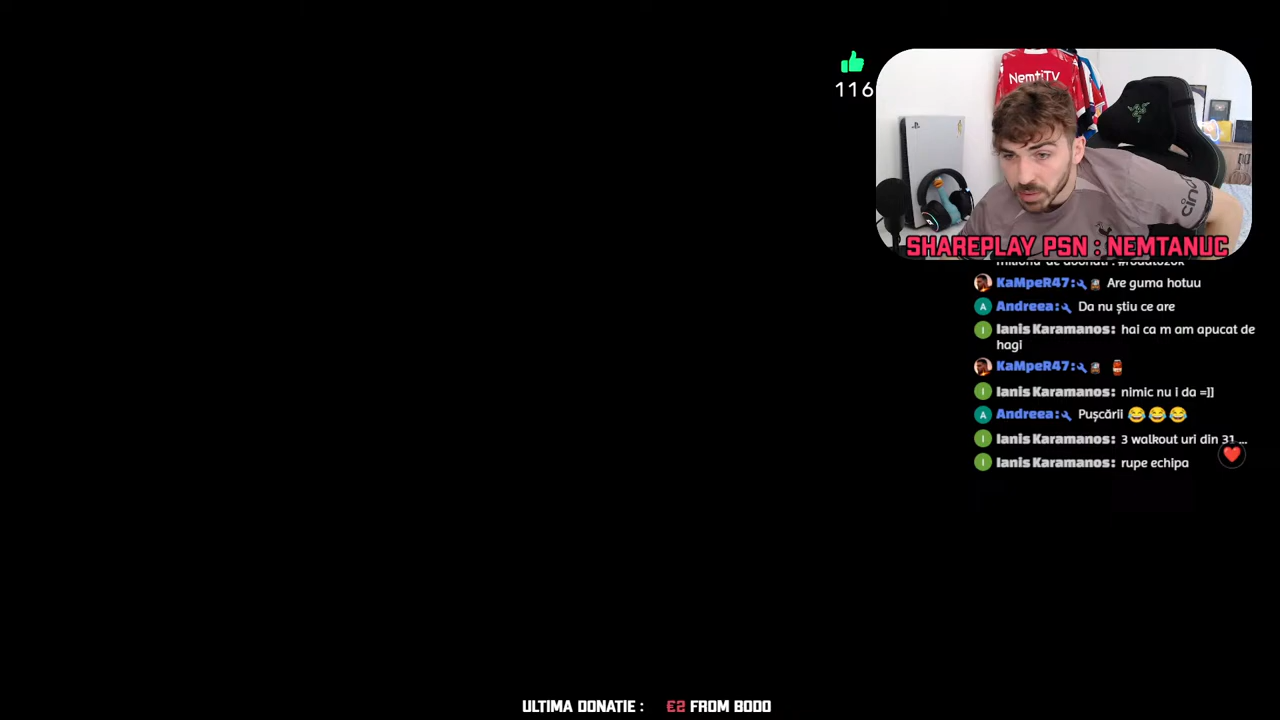 116
NemtiTV
cinch
SHAREPLAY PSN : NEMTANUC
KaMpeR47: Are guma hotuu
Andreea: Da nu știu ce are
Ianis Karamanos: hai ca m am apucat de
hagi
KaMpeR47:
Ianis Karamanos: nimic nu i da =]]
Andreea: Pușcării 😂😂😂
Ianis Karamanos: 3 walkout uri din 31 ...
Ianis Karamanos: rupe echipa
ULTIMA DONATIE : €2 FROM BODO